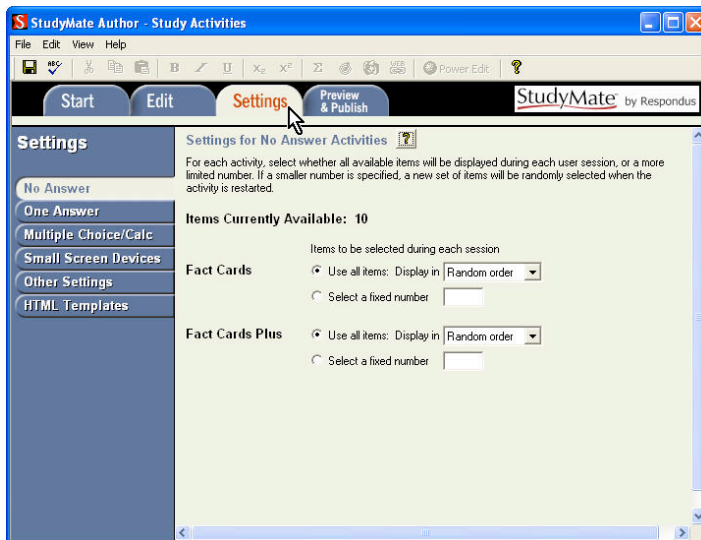 StudyMate Author - Study Activities
File Edit View Help
ABC B I U X₂ X² Σ WEB Power Edit ?
Start Edit Settings Preview & Publish StudyMate by Respondus
Settings
No Answer
One Answer
Multiple Choice/Calc
Small Screen Devices
Other Settings
HTML Templates
Settings for No Answer Activities ?
For each activity, select whether all available items will be displayed during each user session, or a more
limited number. If a smaller number is specified, a new set of items will be randomly selected when the
activity is restarted.
Items Currently Available: 10
Items to be selected during each session
Fact Cards Use all items: Display in Random order
Select a fixed number
Fact Cards Plus Use all items: Display in Random order
Select a fixed number